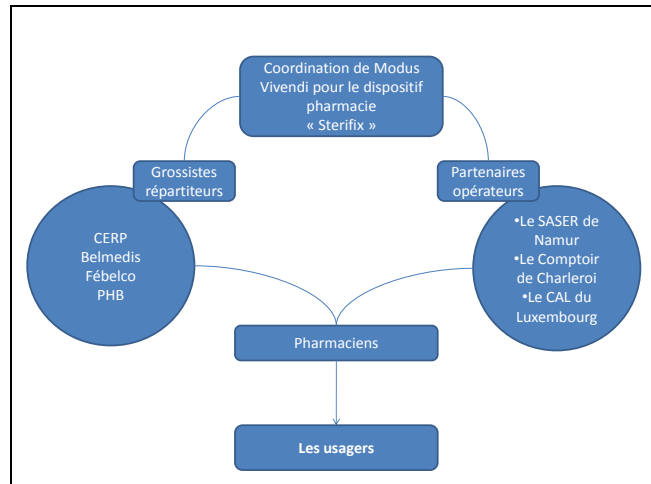 Coordination de Modus
Vivendi pour le dispositif
pharmacie
« Sterifix »
Grossistes
répartiteurs
Partenaires
opérateurs
CERP
Belmedis
Fébelco
PHB
•Le SASER de
Namur
•Le Comptoir
de Charleroi
•Le CAL du
Luxembourg
Pharmaciens
Les usagers